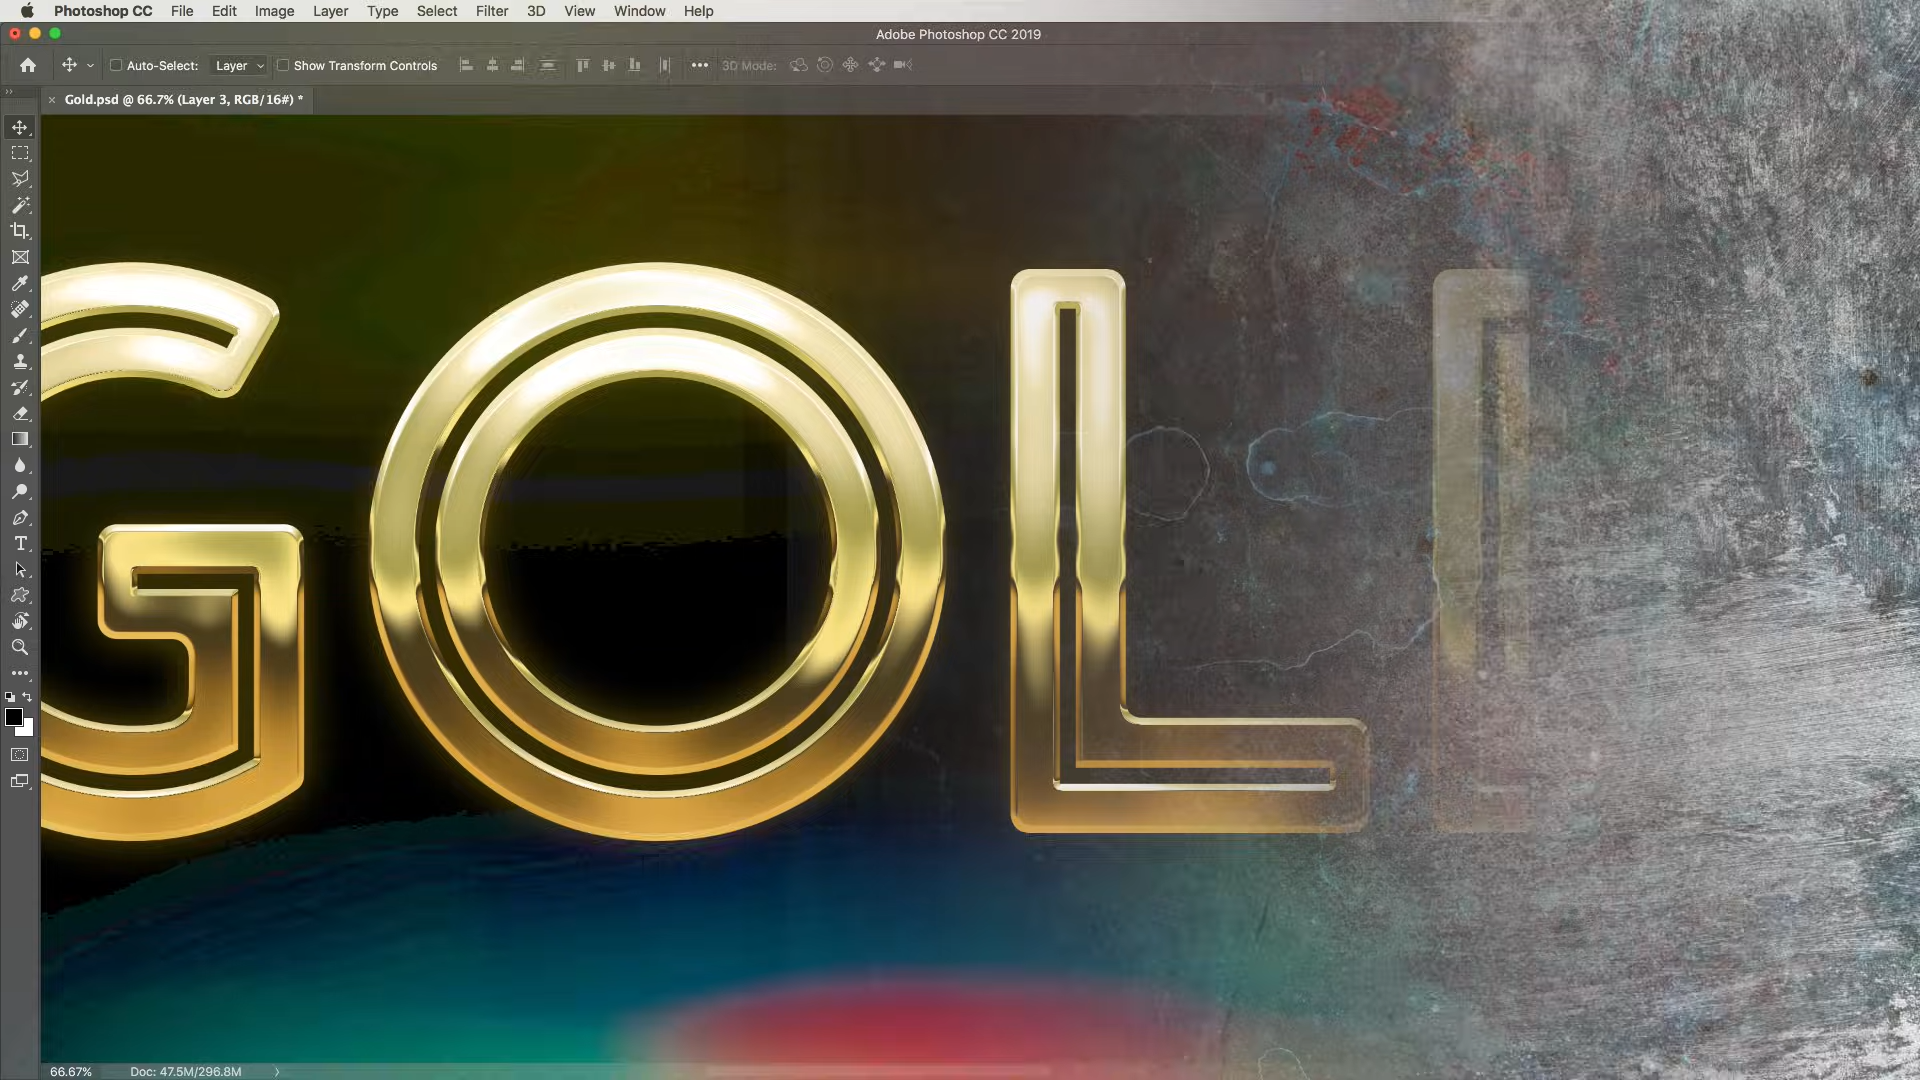 Photoshop CC File Edit Image Layer Type Select Filter 3D View Window Help
Adobe Photoshop CC 2019
Auto-Select: Layer Show Transform Controls 3D Mode:
Gold.psd @ 66.7% (Layer 3, RGB/16#) *
GOL
66.67% Doc: 47.5M/296.8M